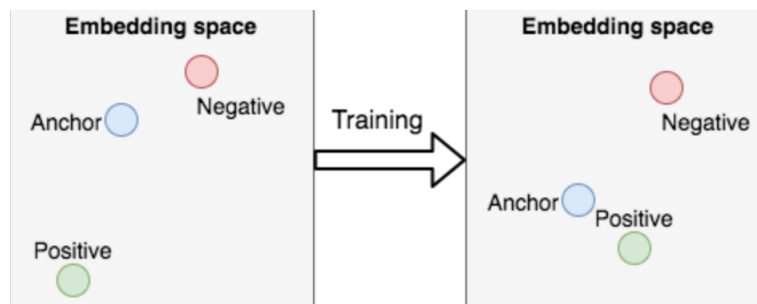 Embedding space
Negative
Anchor
Positive
Training
Embedding space
Negative
Anchor
Positive